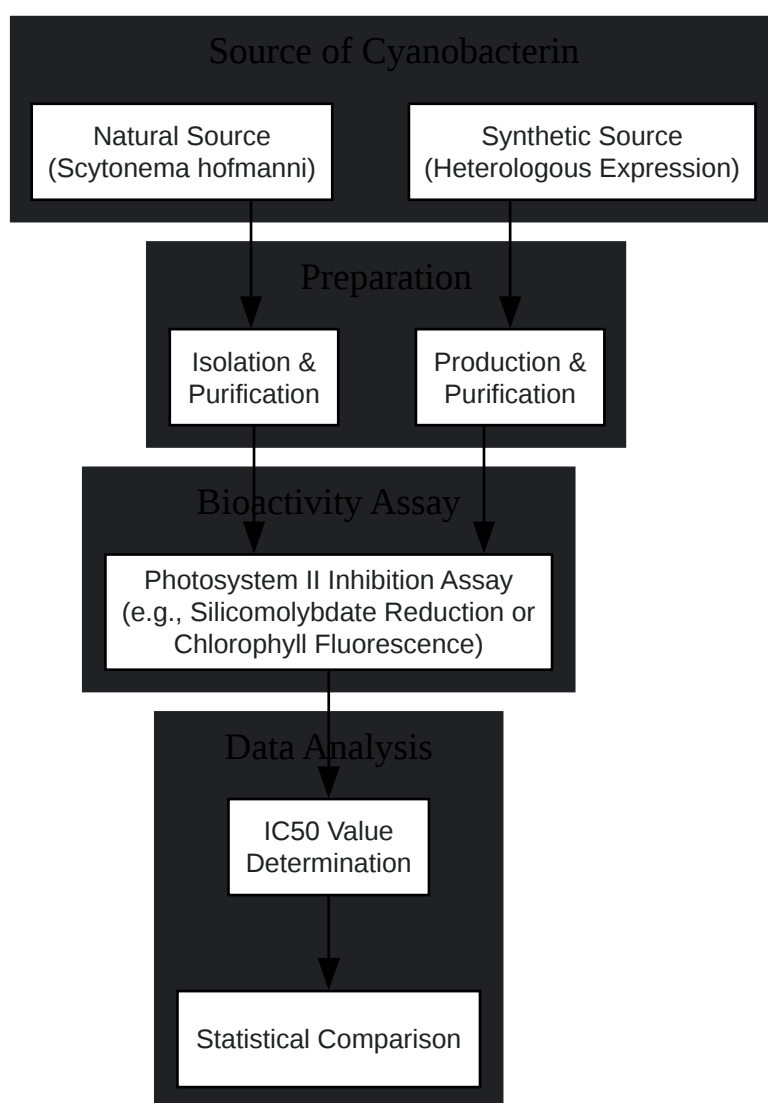 Source of Cyanobacterin
Natural Source
(Scytonema hofmanni)
Synthetic Source
(Heterologous Expression)
Preparation
Isolation &
Purification
Production &
Purification
Bioactivity Assay
Photosystem II Inhibition Assay
(e.g., Silicomolybdate Reduction or
Chlorophyll Fluorescence)
Data Analysis
IC50 Value
Determination
Statistical Comparison